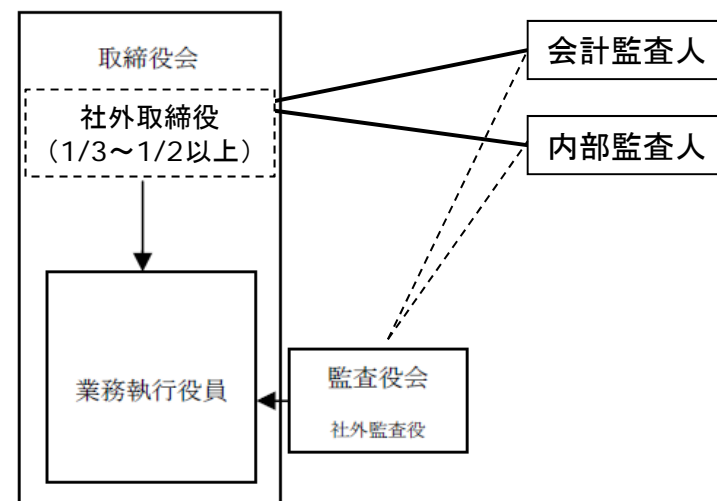 取締役会
社外取締役
（1/3～1/2以上）
業務執行役員
監査役会
社外監査役
会計監査人
内部監査人